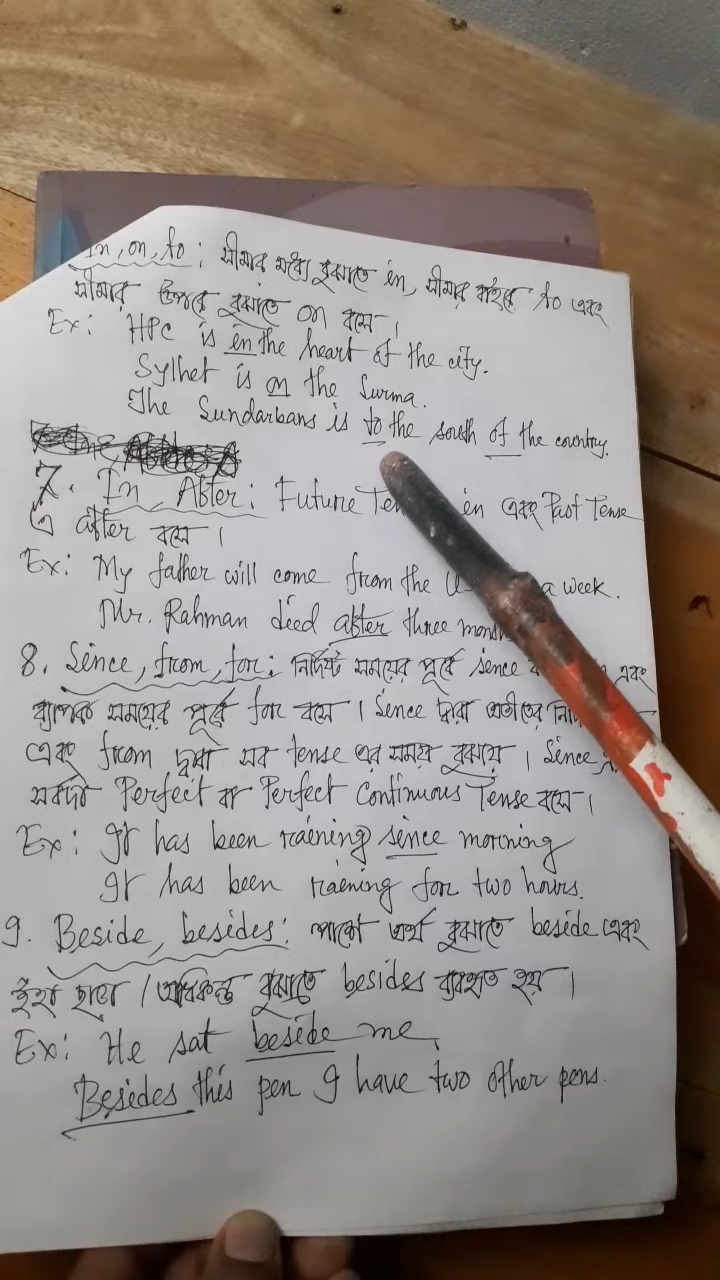 In, on, to : সীমার মধ্যে বুঝাতে in, সীমার বাইরে to এবং
সীমার উপরে বুঝাতে on বসে।
Ex: HPC is in the heart of the city.
Sylhet is on the Surma.
The Sundarbans is to the south of the country.
7. In, After: Future Ten in এবং Past Tense
এ after বসে।
Ex: My father will come from the U a week.
Mr. Rahman died after three month
8. Since, from, for: নির্দিষ্ট সময়ের পূর্বে since এবং
ব্যাপক সময়ের পূর্বে for বসে। Since দ্বারা অতীতের
এবং from দ্বারা সব tense এর সময় বুঝায়। Since
সর্বদা Perfect বা Perfect Continuous Tense বসে।
Ex: It has been raining since morning
It has been raining for two hours.
9. Beside, besides: পাশে অর্থ বুঝাতে beside এবং
ইহা ছাড়া / অধিকন্তু বুঝাতে besides ব্যবহৃত হয়।
Ex: He sat beside me.
Besides this pen I have two other pens.